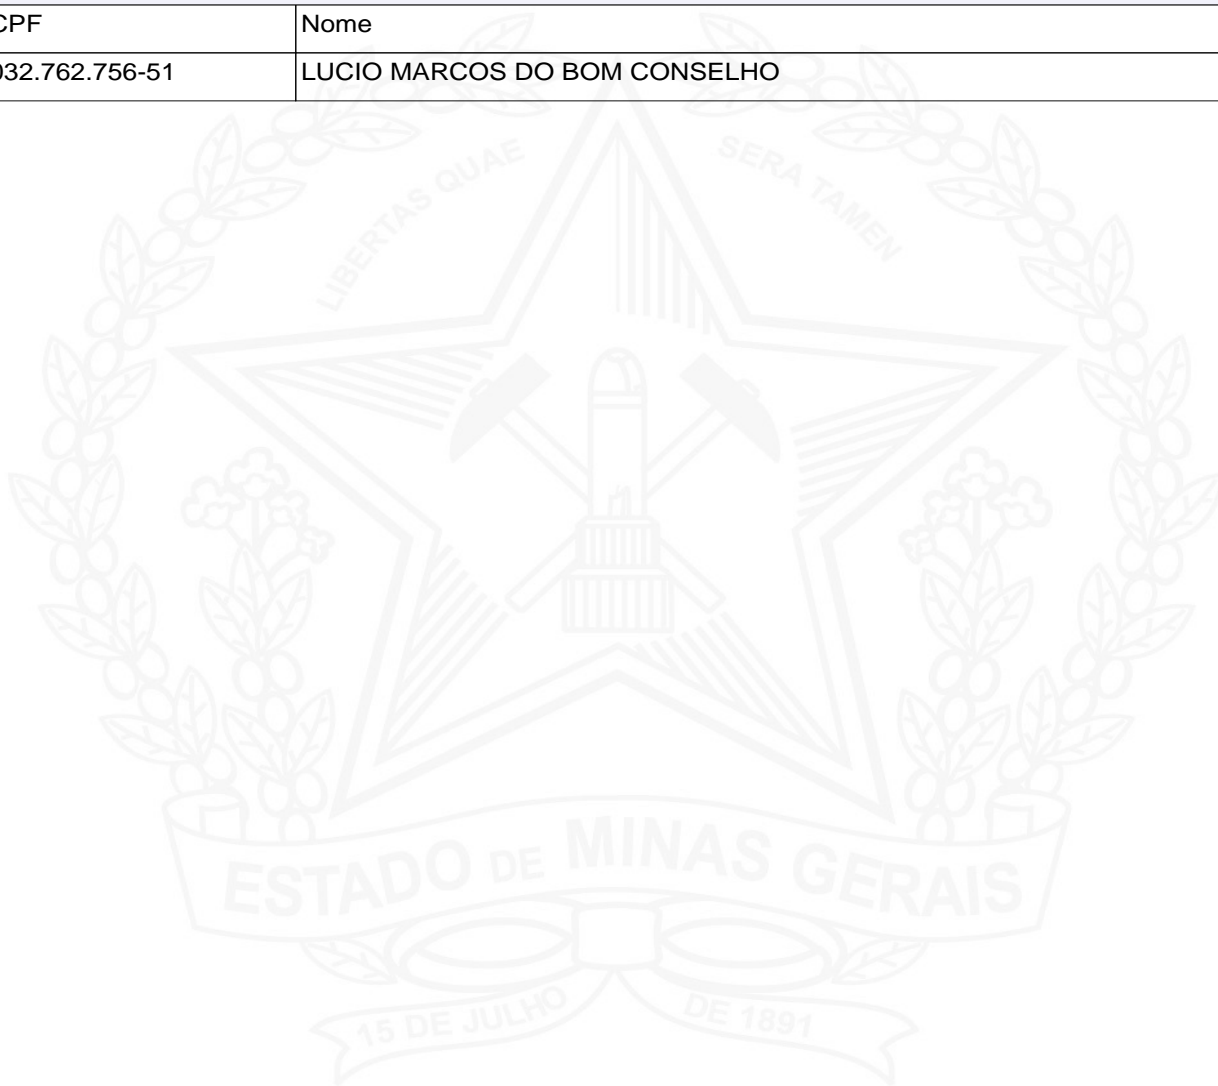 CPF Nome
032.762.756-51 LUCIO MARCOS DO BOM CONSELHO
LIBERTAS QUAE SERA TAMEN
ESTADO DE MINAS GERAIS
15 DE JULHO DE 1891